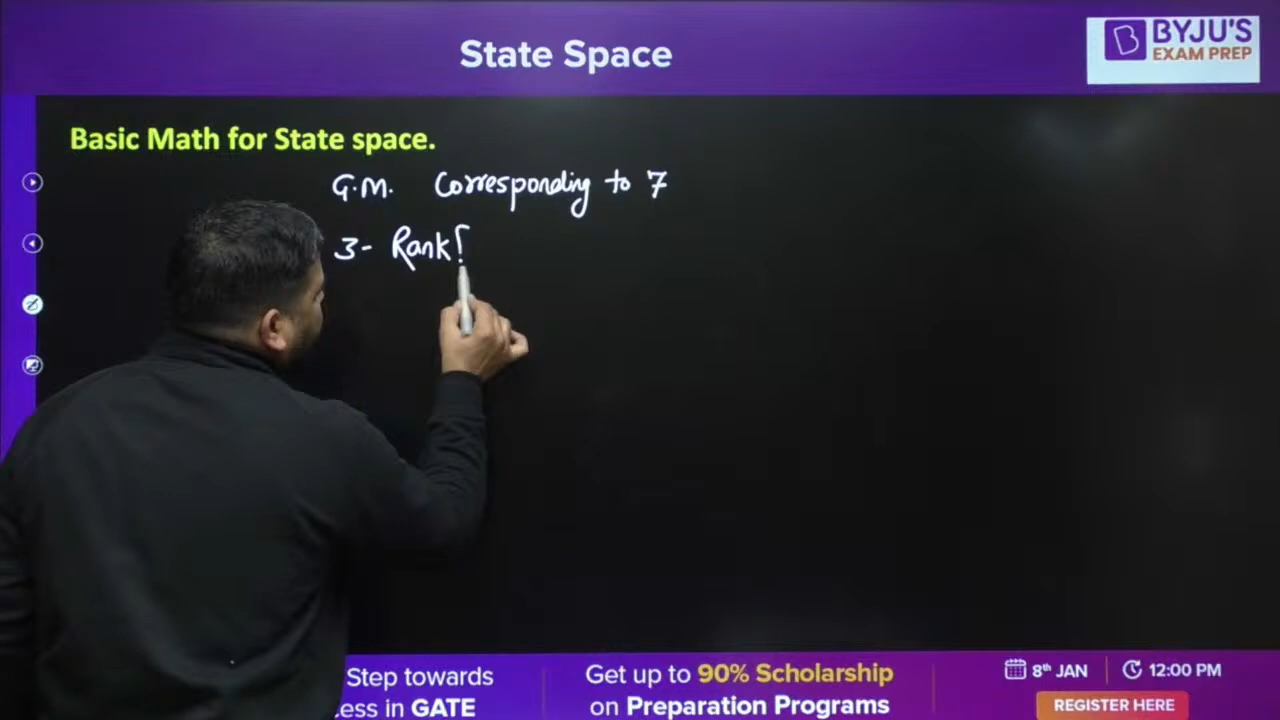 State Space
BYJU'S
EXAM PREP
Basic Math for State space.
G.M. Corresponding to 7
3- Rank[
Step towards
cess in GATE
Get up to 90% Scholarship
on Preparation Programs
8th JAN
12:00 PM
REGISTER HERE